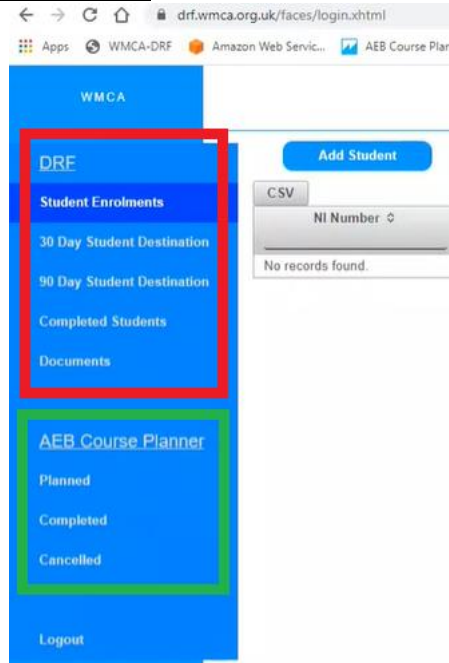 drf.wmca.org.uk/faces/login.xhtml
Apps WMCA-DRF Amazon Web Servic... AEB Course Plan
WMCA
DRF
Student Enrolments
30 Day Student Destination
90 Day Student Destination
Completed Students
Documents
AEB Course Planner
Planned
Completed
Cancelled
Logout
Add Student
CSV
NI Number
No records found.